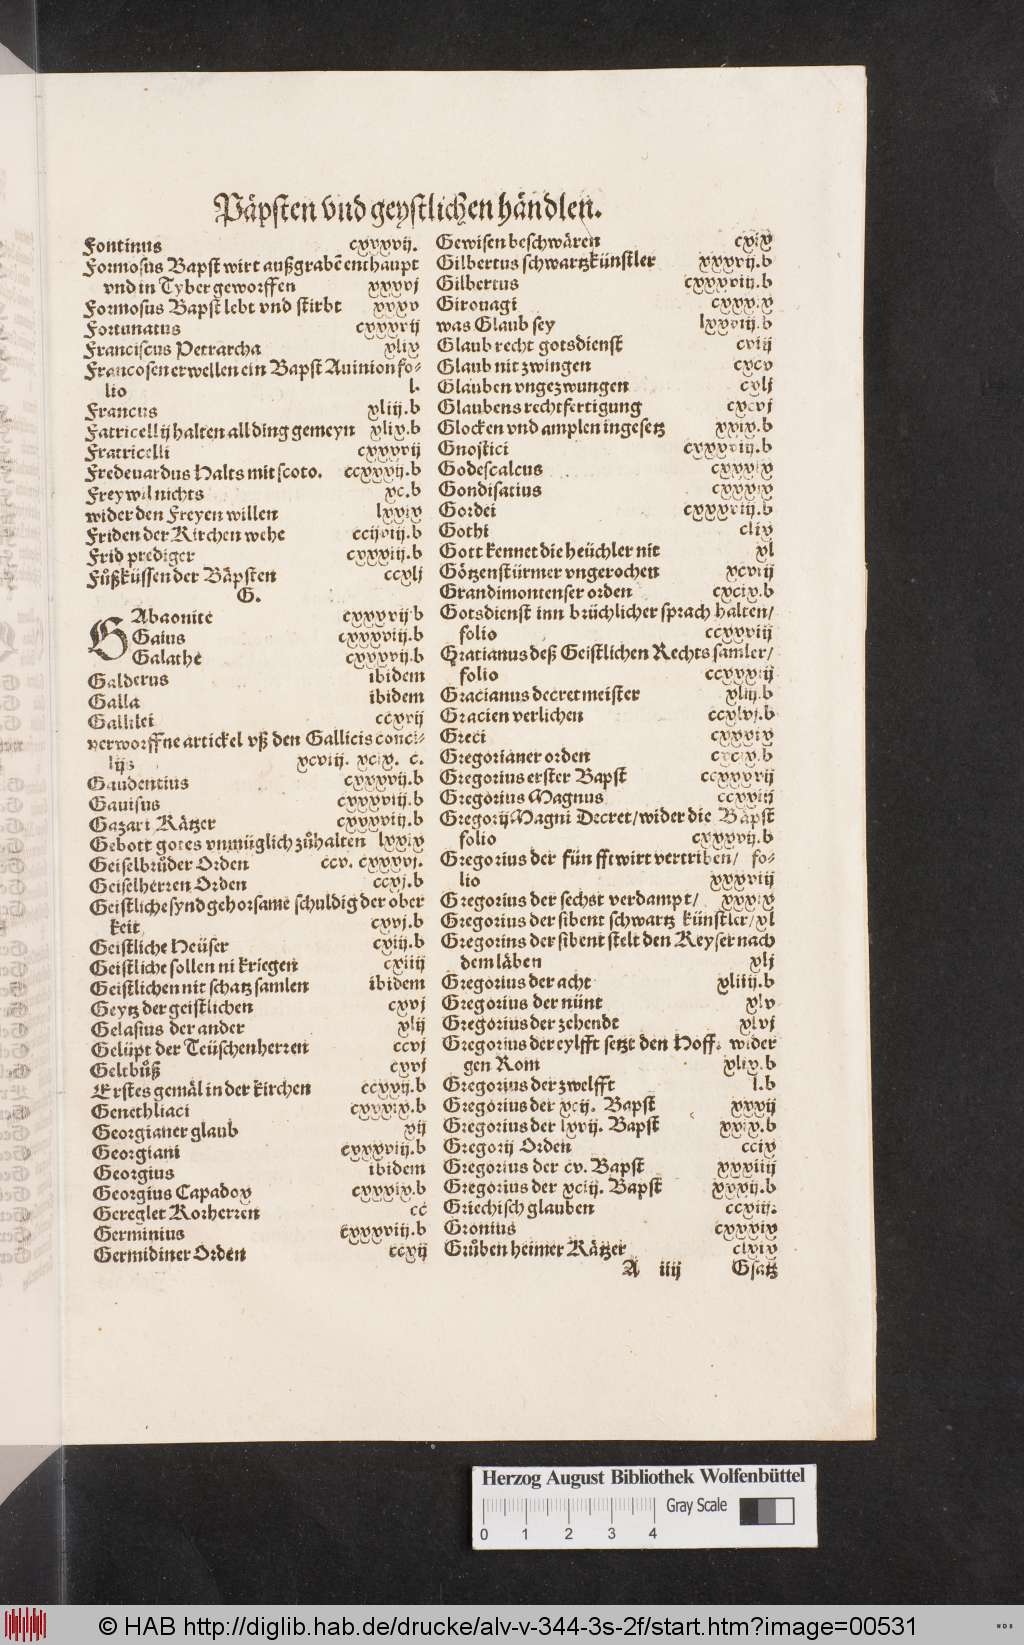 Päpsten vnd geystlichen händlen.
Fontinus cxxxvij.
Formosus Bapst wirt außgrabẽ enthaupt
vnd in Tyber geworffen xxxvj
Formosus Bapst lebt vnd stirbt xxxv
Fortunatus cxxxvij
Franciscus Petrarcha xlix
Francosen erwellen ein Bapst Auinion fo-
lio l.
Francus xliij.b
Fatricellij halten all ding gemeyn xlix.b
Fratricelli cxxxvij
Fredeuardus Halts mit scoto. ccxxxij.b
Frey wil nichts xc.b
wider den Freyen willen lxxix
Friden der Kirchen wehe ccijviij.b
Frid prediger cxxxiij.b
Fůßküssen der Bäpsten ccxlj
G.
GAbaonite cxxxvij b
Gaius cxxxviij.b
Galathe cxxxvij.b
Galderus ibidem
Galla ibidem
Gallilei ccxvij
verworffne artickel vß den Gallicis conci-
lijs xcviij. xcix. c.
Gaudentius cxxxvij.b
Gauisus cxxxviij.b
Gazari Kätzer cxxxviij.b
Gebott gotes vnmüglich zůhalten lxxix
Geiselbrůder Orden ccv. cxxxvj.
Geiselherren Orden ccxj.b
Geistliche synd gehorsame schuldig der ober
keit cxvj.b
Geistliche Heüser cxiij.b
Geistliche sollen ni kriegen cxiiij
Geistlichen nit schatz samlen ibidem
Geytz der geistlichen cxvj
Gelasius der ander xlij
Gelüpt der Teüschenherren ccvj
Geltbůß cxvj
Erstes gemäl in der kirchen ccxxij.b
Genethliaci cxxxix.b
Georgianer glaub xij
Georgiani cxxxviij.b
Georgius ibidem
Georgius Capadox cxxxix.b
Geregler Korherren cc
Germinius cxxxviij.b
Germidiner Orden ccxij
Gewisen beschwären cxix
Gilbertus schwartzkünstler xxxvij.b
Gilbertus cxxxviij.b
Girouagi cxxxix
was Glaub sey lxxviij.b
Glaub recht gotsdienst cviij
Glaub nit zwingen cxcv
Glauben vngezwungen cxlj
Glaubens rechtfertigung cxcvj
Glocken vnd amplen ingesetz xxix.b
Gnostici cxxxviij.b
Godescalcus cxxxix
Gondisatius cxxxix
Gordei cxxxviij.b
Gothi clix
Gott kennet die heüchler nit xl
Götzenstürmer vngerochen xcviij
Grandimontenser orden cxcix.b
Gotsdienst inn brüchlicher sprach halten/
folio ccxxviij
Gratianus deß Geistlichen Rechts samler/
folio ccxxxij
Gracianus decretmeister xliij.b
Gracien verlichen ccxlvj.b
Greci cxxxix
Gregorianer orden cxcix.b
Gregorius erster Bapst ccxxxvij
Gregorius Magnus ccxviij
Gregorij Magni Decret/wider die Bäpst
folio cxxxvij.b
Gregorius der fünfft wirt vertriben/ fo-
lio xxxviij
Gregorius der sechst verdampt/ xxxix
Gregorius der sibent schwartz künstler/ xl
Gregorins der sibent stelt den Keyser nach
dem läben xlj
Gregorius der acht xliiij.b
Gregorius der nünt xlv
Gregorius der zehendt xlvj
Gregorius der eylfft setzt den Hoff. wider
gen Rom xlix.b
Gregorius der zwelfft l.b
Gregorius der xcij. Bapst xxxij
Gregorius der lxvij. Bapst xxix.b
Gregorij Orden ccix
Gregorius der cv. Bapst xxxiiij
Gregorius der xciij. Bapst xxxij.b
Griechisch glauben ccxiij.
Gronius cxxxix
Grůben heimer Kätzer clxix
A iiij Gsatz
Herzog August Bibliothek Wolfenbüttel
Gray Scale
0 1 2 3 4
© HAB http://diglib.hab.de/drucke/alv-v-344-3s-2f/start.htm?image=00531